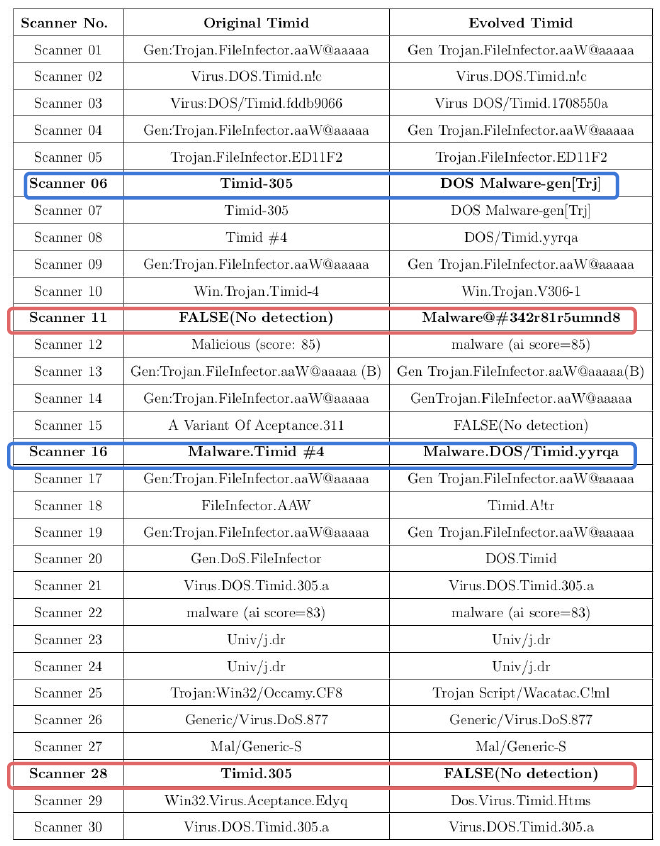 Scanner No. Original Timid Evolved Timid
Scanner 01 Gen:Trojan.FileInfector.aaW@aaaaa Gen Trojan.FileInfector.aaW@aaaaa
Scanner 02 Virus.DOS.Timid.n!c Virus.DOS.Timid.n!c
Scanner 03 Virus:DOS/Timid.fddb9066 Virus DOS/Timid.1708550a
Scanner 04 Gen:Trojan.FileInfector.aaW@aaaaa Gen Trojan.FileInfector.aaW@aaaaa
Scanner 05 Trojan.FileInfector.ED11F2 Trojan.FileInfector.ED11F2
Scanner 06 Timid-305 DOS Malware-gen[Trj]
Scanner 07 Timid-305 DOS Malware-gen[Trj]
Scanner 08 Timid #4 DOS/Timid.yyrqa
Scanner 09 Gen:Trojan.FileInfector.aaW@aaaaa Gen Trojan.FileInfector.aaW@aaaaa
Scanner 10 Win.Trojan.Timid-4 Win.Trojan.V306-1
Scanner 11 FALSE(No detection) Malware@#342r81r5umnd8
Scanner 12 Malicious (score: 85) malware (ai score=85)
Scanner 13 Gen:Trojan.FileInfector.aaW@aaaaa (B) Gen Trojan.FileInfector.aaW@aaaaa(B)
Scanner 14 Gen:Trojan.FileInfector.aaW@aaaaa GenTrojan.FileInfector.aaW@aaaaa
Scanner 15 A Variant Of Aceptance.311 FALSE(No detection)
Scanner 16 Malware.Timid #4 Malware.DOS/Timid.yyrqa
Scanner 17 Gen:Trojan.FileInfector.aaW@aaaaa Gen Trojan.FileInfector.aaW@aaaaa
Scanner 18 FileInfector.AAW Timid.A!tr
Scanner 19 Gen:Trojan.FileInfector.aaW@aaaaa Gen Trojan.FileInfector.aaW@aaaaa
Scanner 20 Gen.DoS.FileInfector DOS.Timid
Scanner 21 Virus.DOS.Timid.305.a Virus.DOS.Timid.305.a
Scanner 22 malware (ai score=83) malware (ai score=83)
Scanner 23 Univ/j.dr Univ/j.dr
Scanner 24 Univ/j.dr Univ/j.dr
Scanner 25 Trojan:Win32/Occamy.CF8 Trojan Script/Wacatac.C!ml
Scanner 26 Generic/Virus.DoS.877 Generic/Virus.DoS.877
Scanner 27 Mal/Generic-S Mal/Generic-S
Scanner 28 Timid.305 FALSE(No detection)
Scanner 29 Win32.Virus.Aceptance.Edyq Dos.Virus.Timid.Htms
Scanner 30 Virus.DOS.Timid.305.a Virus.DOS.Timid.305.a